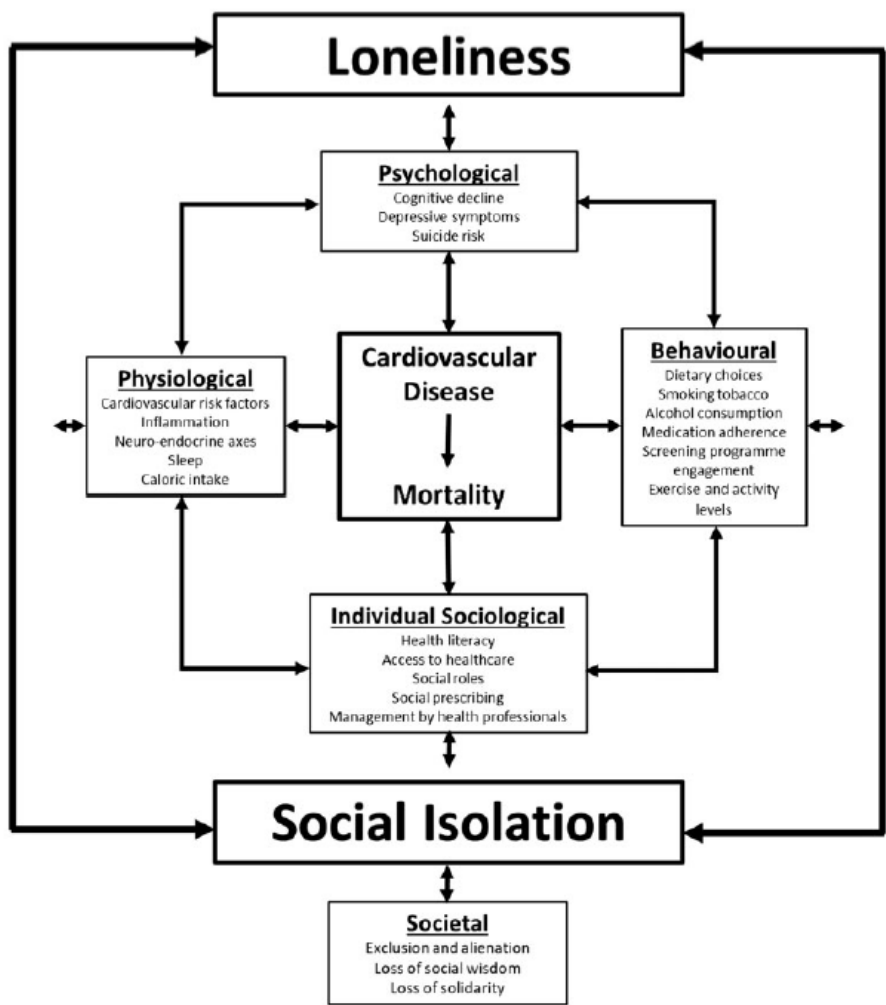 Loneliness
Psychological
Cognitive decline
Depressive symptoms
Suicide risk
Physiological
Cardiovascular risk factors
Inflammation
Neuro-endocrine axes
Sleep
Caloric intake
Cardiovascular
Disease
Mortality
Behavioural
Dietary choices
Smoking tobacco
Alcohol consumption
Medication adherence
Screening programme
engagement
Exercise and activity
levels
Individual Sociological
Health literacy
Access to healthcare
Social roles
Social prescribing
Management by health professionals
Social Isolation
Societal
Exclusion and alienation
Loss of social wisdom
Loss of solidarity